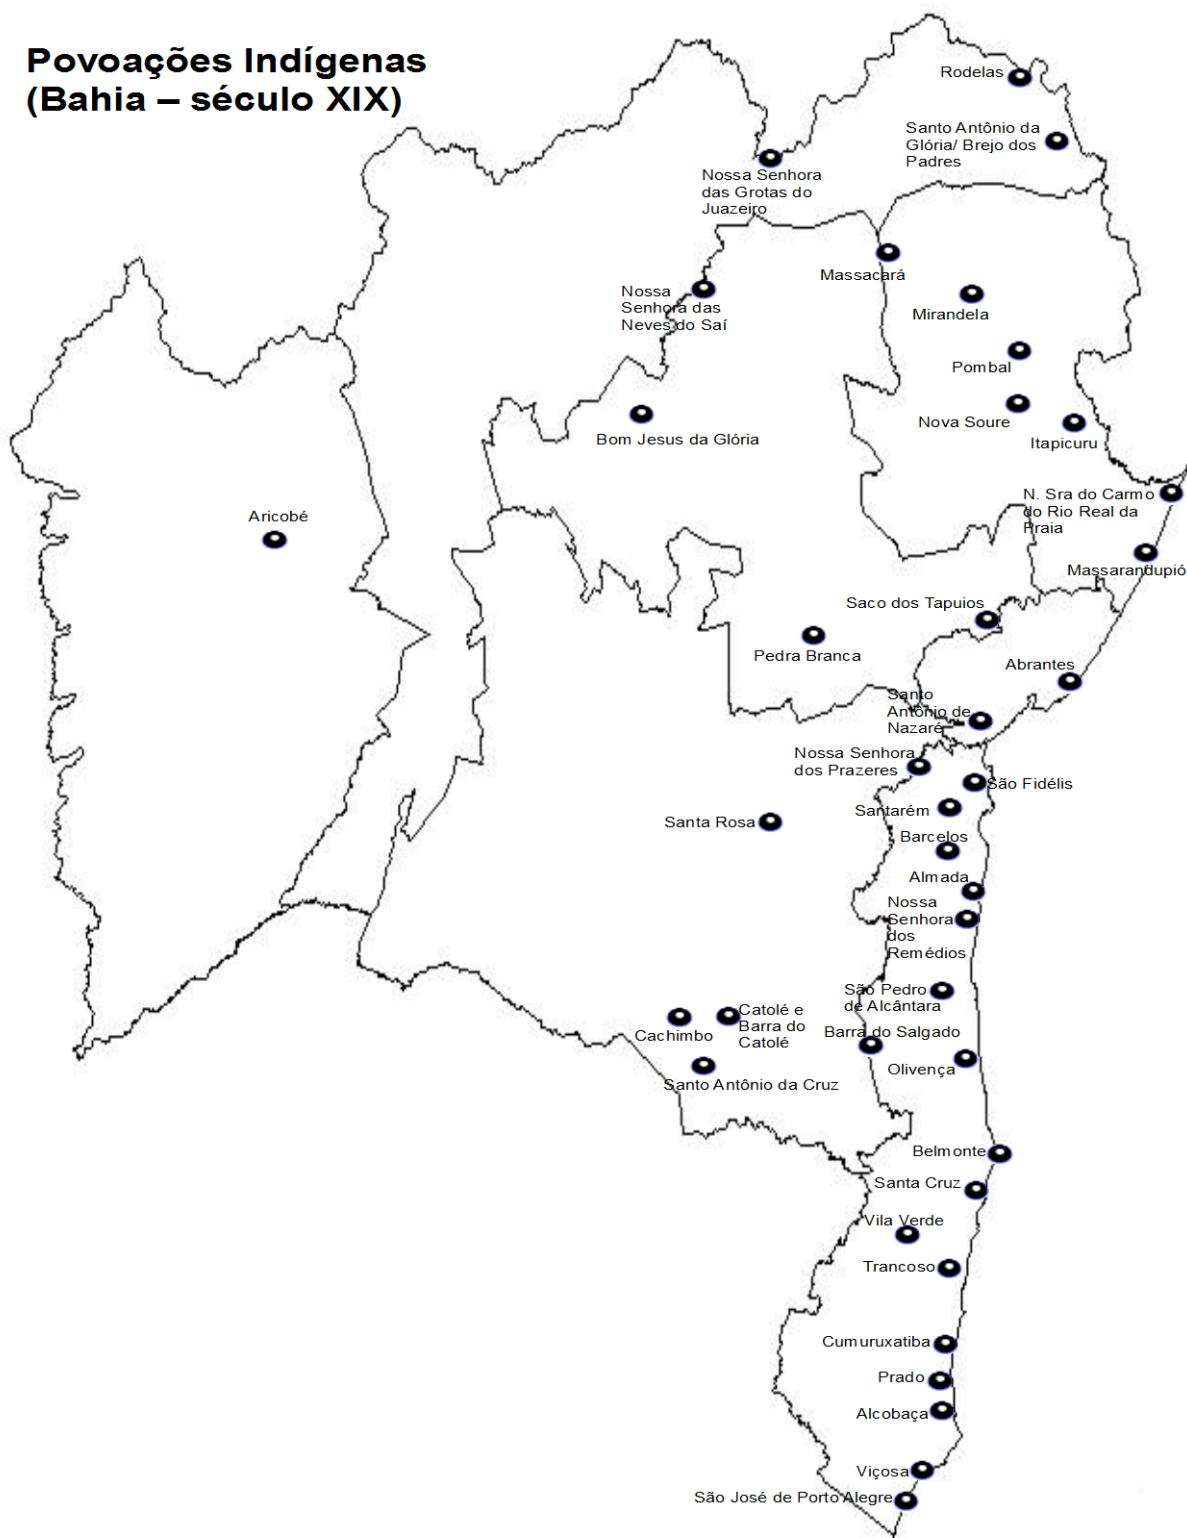 Povoações Indígenas
(Bahia – século XIX)
Rodelas
Santo Antônio da
Glória/ Brejo dos
Padres
Nossa Senhora
das Grotas do
Juazeiro
Massacará
Nossa
Senhora das
Neves do Saí
Mirandela
Pombal
Nova Soure
Bom Jesus da Glória
Itapicuru
N. Sra do Carmo
do Rio Real da
Praia
Aricobé
Massarandupió
Saco dos Tapuios
Pedra Branca
Abrantes
Santo
Antônio de
Nazaré
Nossa Senhora
dos Prazeres
São Fidélis
Santarém
Santa Rosa
Barcelos
Almada
Nossa
Senhora
dos
Remédios
São Pedro
de Alcântara
Catolé e
Barra do
Catolé
Cachimbo
Barra do Salgado
Olivença
Santo Antônio da Cruz
Belmonte
Santa Cruz
Vila Verde
Trancoso
Cumuruxatiba
Prado
Alcobaça
Viçosa
São José de Porto Alegre